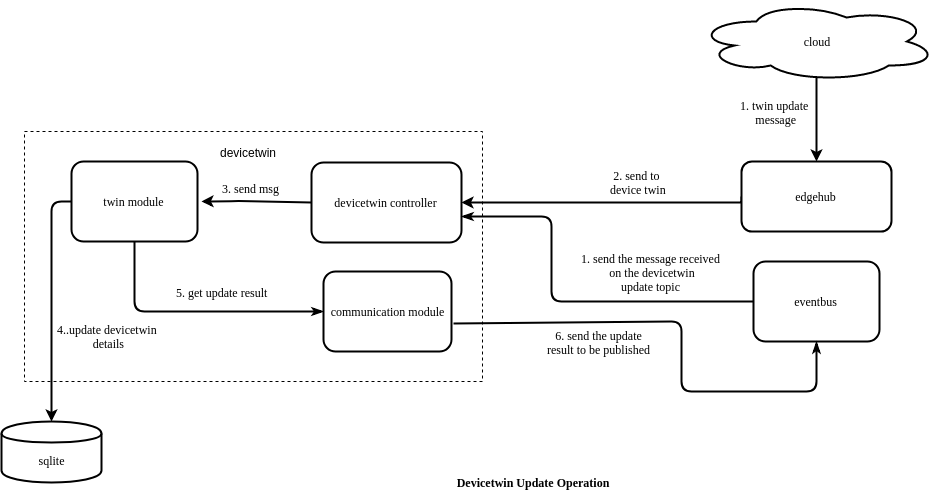 cloud
1. twin update
message
devicetwin
twin module
3. send msg
devicetwin controller
2. send to
device twin
edgehub
1. send the message received
on the devicetwin
update topic
eventbus
5. get update result
communication module
4..update devicetwin
details
6. send the update
result to be published
sqlite
Devicetwin Update Operation